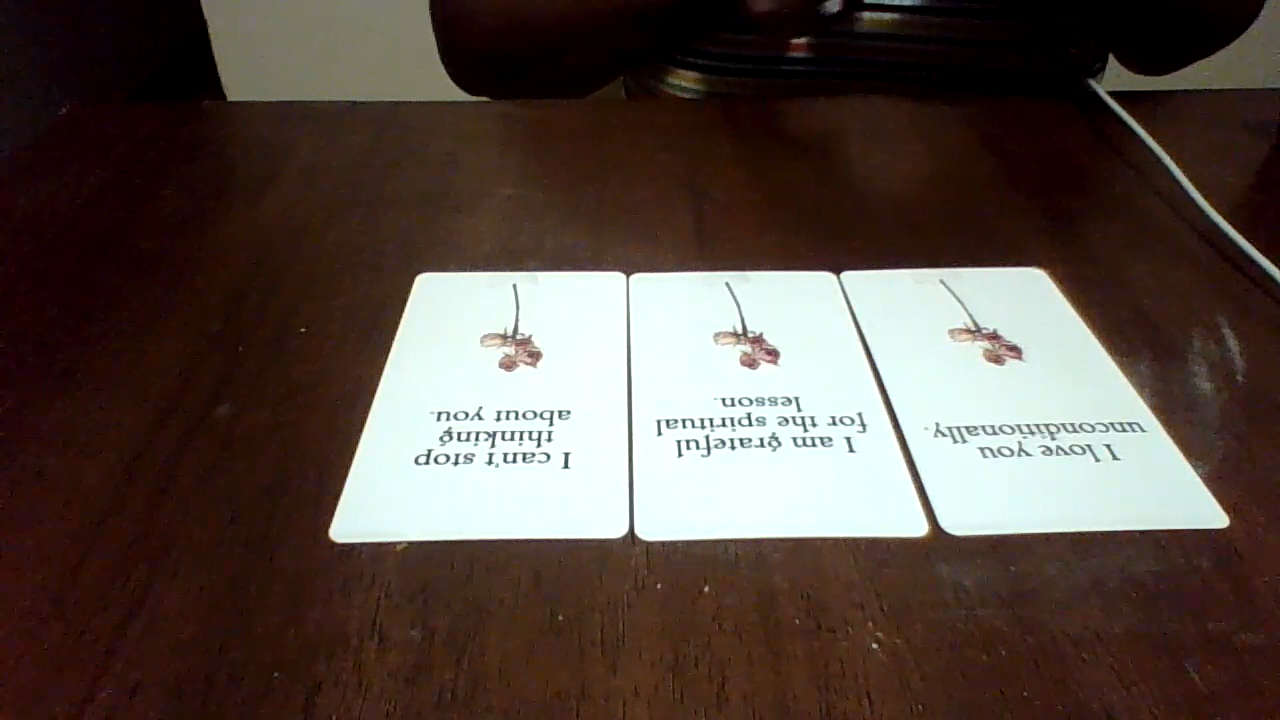 I love you
unconditionally.
I am grateful
for the spiritual
lesson.
I can't stop
thinking
about you.